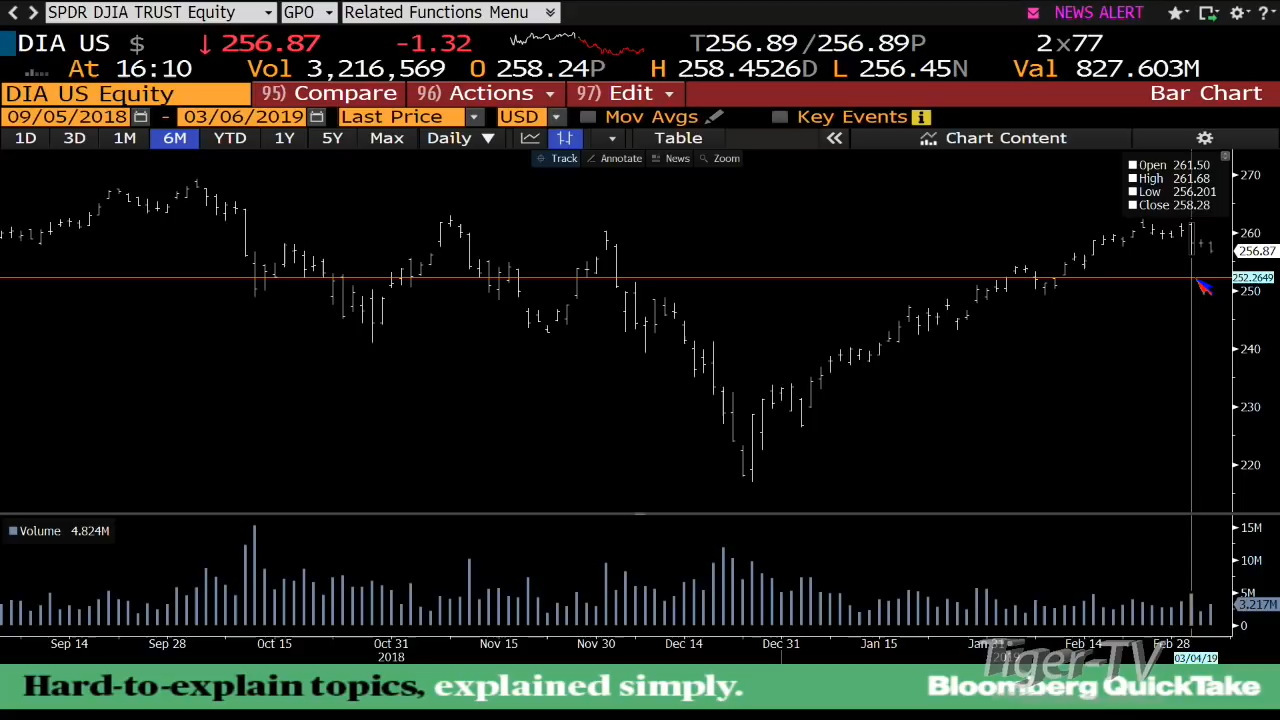 SPDR DJIA TRUST Equity GPO Related Functions Menu NEWS ALERT ?
DIA US $ ↓ 256.87 -1.32 T256.89/256.89P 2x77
At 16:10 Vol 3,216,569 O 258.24P H 258.4526D L 256.45N Val 827.603M
DIA US Equity 95) Compare 96) Actions 97) Edit Bar Chart
09/05/2018 - 03/06/2019 Last Price USD Mov Avgs Key Events i
1D 3D 1M 6M YTD 1Y 5Y Max Daily ▼ Table « Chart Content
Track Annotate News Zoom
Open 261.50
High 261.68
Low 256.201
Close 258.28
270
260
256.87
252.2649
250
240
230
220
Volume 4.824M
15M
10M
5M
3.217M
0
Sep 14 Sep 28 Oct 15 Oct 31 Nov 15 Nov 30 Dec 14 Dec 31 Jan 15 Jan 31 Feb 14 Feb 28
2018 2019 03/04/19
Tiger-TV
Hard-to-explain topics, explained simply. Bloomberg QuickTake